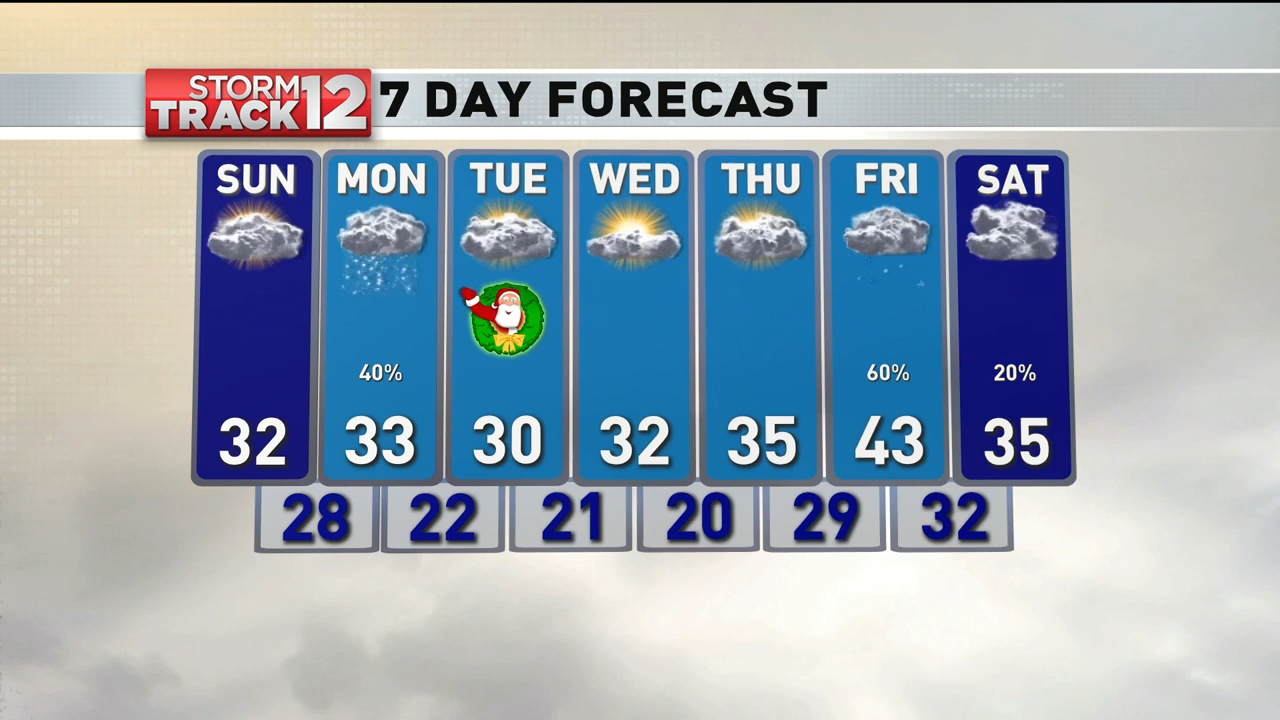 STORM
TRACK 12
7 DAY FORECAST
SUN MON TUE WED THU FRI SAT
40% 60% 20%
32 33 30 32 35 43 35
28 22 21 20 29 32